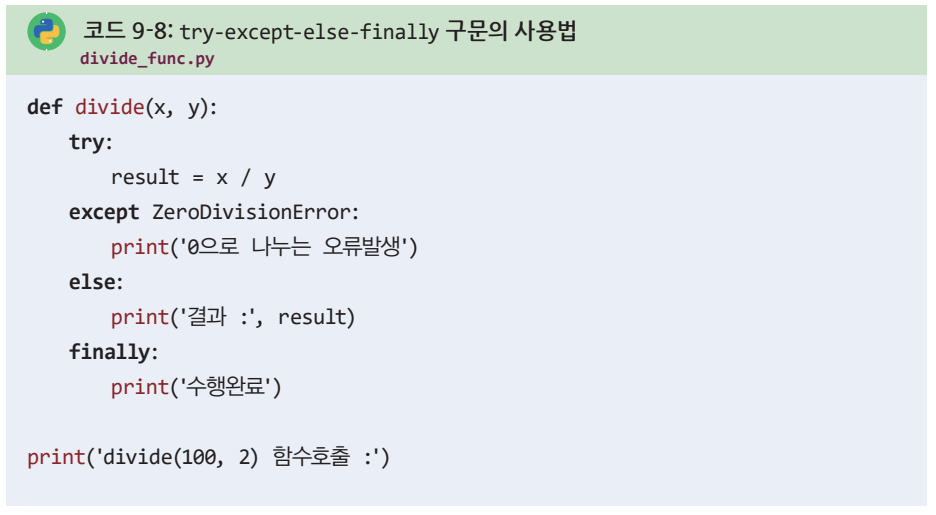 코드 9-8: try-except-else-finally 구문의 사용법
divide_func.py
def divide(x, y):
    try:
        result = x / y
    except ZeroDivisionError:
        print('0으로 나누는 오류발생')
    else:
        print('결과 :', result)
    finally:
        print('수행완료')
print('divide(100, 2) 함수호출 :')